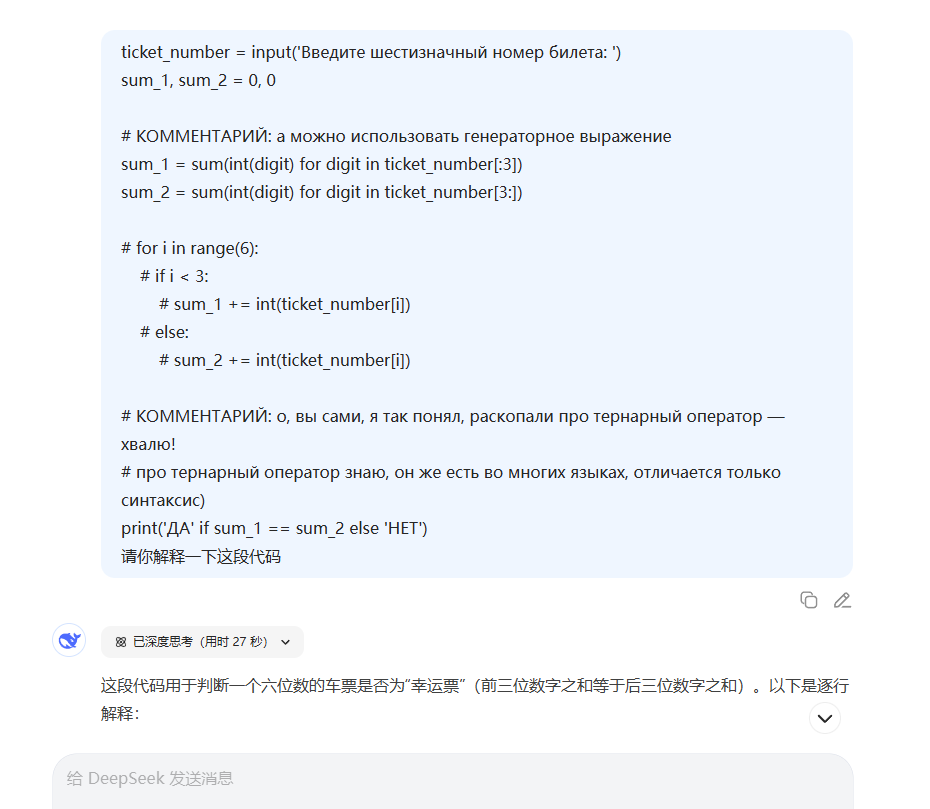 ticket_number = input('Введите шестизначный номер билета: ')
sum_1, sum_2 = 0, 0
# КОММЕНТАРИЙ: а можно использовать генераторное выражение
sum_1 = sum(int(digit) for digit in ticket_number[:3])
sum_2 = sum(int(digit) for digit in ticket_number[3:])
# for i in range(6):
# if i < 3:
# sum_1 += int(ticket_number[i])
# else:
# sum_2 += int(ticket_number[i])
# КОММЕНТАРИЙ: о, вы сами, я так понял, раскопали про тернарный оператор —
хвалю!
# про тернарный оператор знаю, он же есть во многих языках, отличается только
синтаксис)
print('ДА' if sum_1 == sum_2 else 'НЕТ')
请你解释一下这段代码
已深度思考（用时 27 秒）
这段代码用于判断一个六位数的车票是否为“幸运票”（前三位数字之和等于后三位数字之和）。以下是逐行
解释：
给 DeepSeek 发送消息